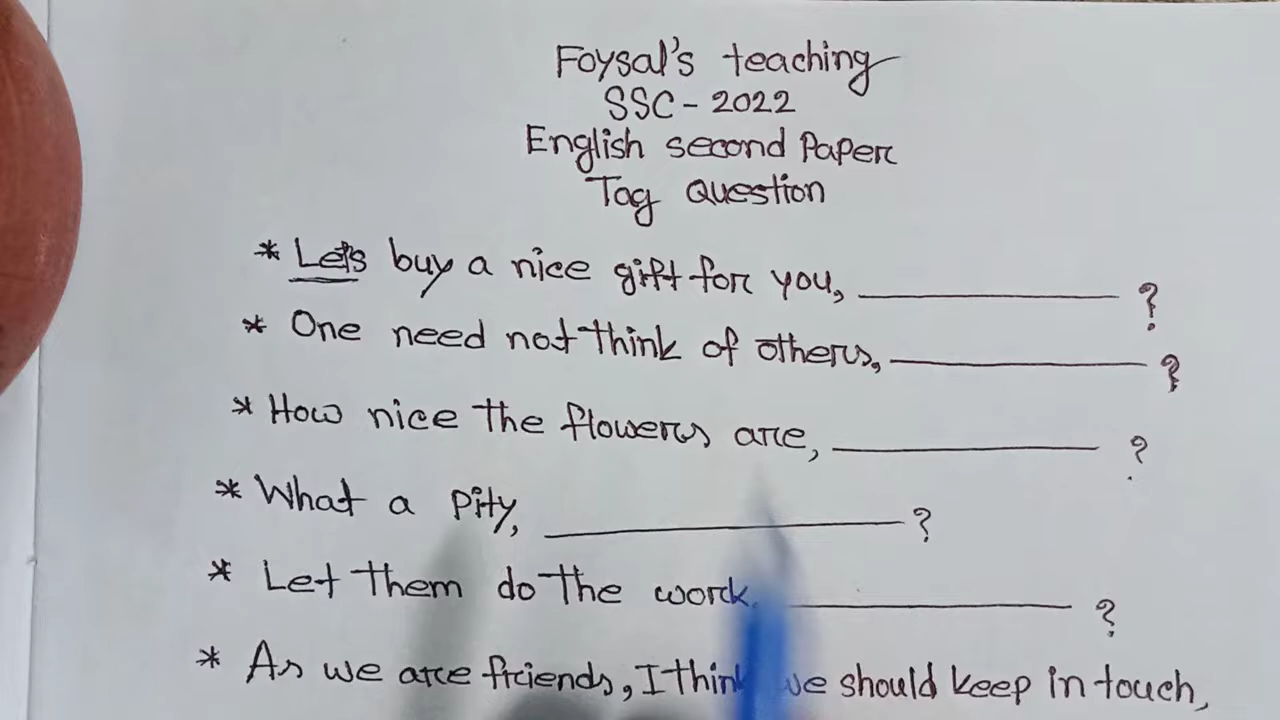 Foysal's teaching
SSC - 2022
English second Paper
Tag Question
* Let's buy a nice gift for you, ________?
* One need not think of others, ________?
* How nice the flowers are, ________?
* What a pity, ________?
* Let them do the work, ________?
* As we are friends, I think we should keep in touch,